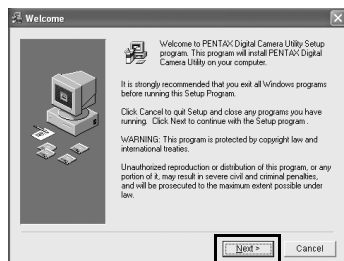 Welcome
Welcome to PENTAX Digital Camera Utility Setup
program. This program will install PENTAX Digital
Camera Utility on your computer.
It is strongly recommended that you exit all Windows programs
before running this Setup Program.
Click Cancel to quit Setup and close any programs you have
running. Click Next to continue with the Setup program.
WARNING: This program is protected by copyright law and
international treaties.
Unauthorized reproduction or distribution of this program, or any
portion of it, may result in severe civil and criminal penalties,
and will be prosecuted to the maximum extent possible under
law.
Next > Cancel